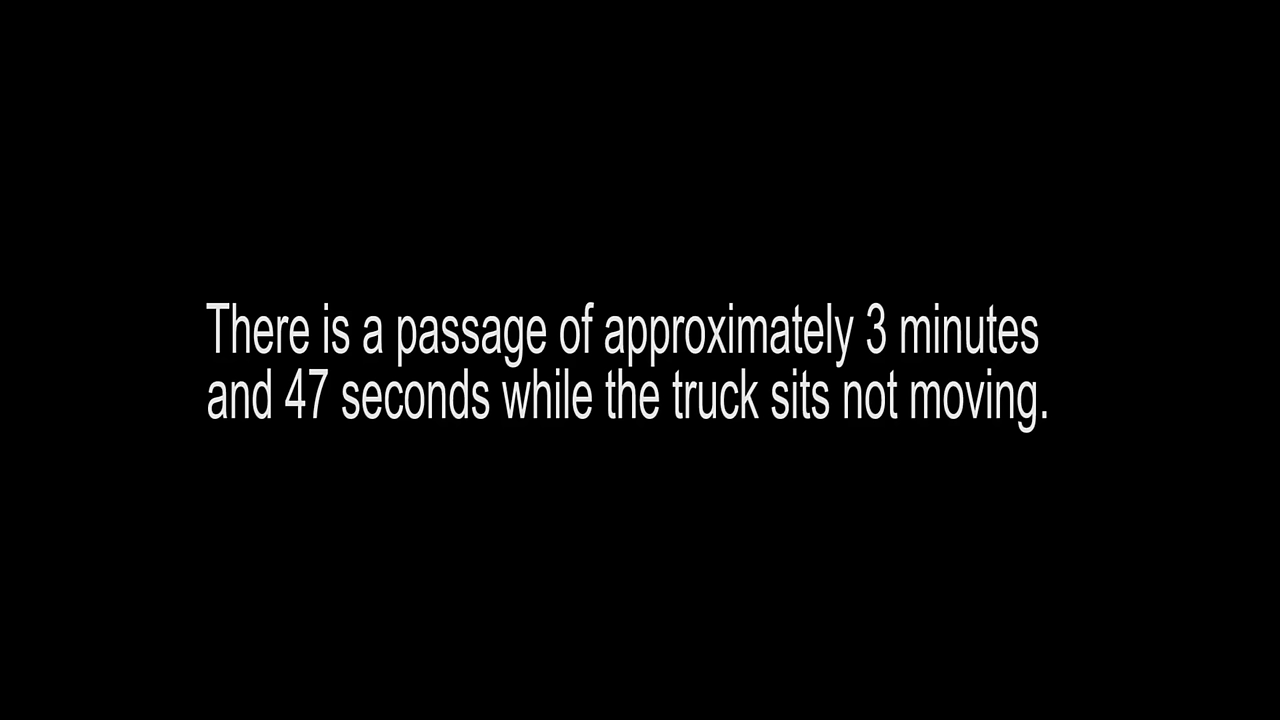 There is a passage of approximately 3 minutes
and 47 seconds while the truck sits not moving.